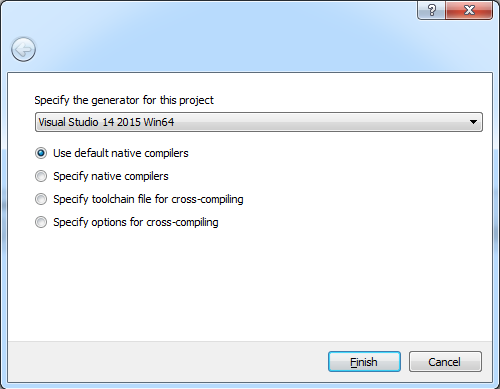 ?
Specify the generator for this project
Visual Studio 14 2015 Win64
Use default native compilers
Specify native compilers
Specify toolchain file for cross-compiling
Specify options for cross-compiling
Finish
Cancel